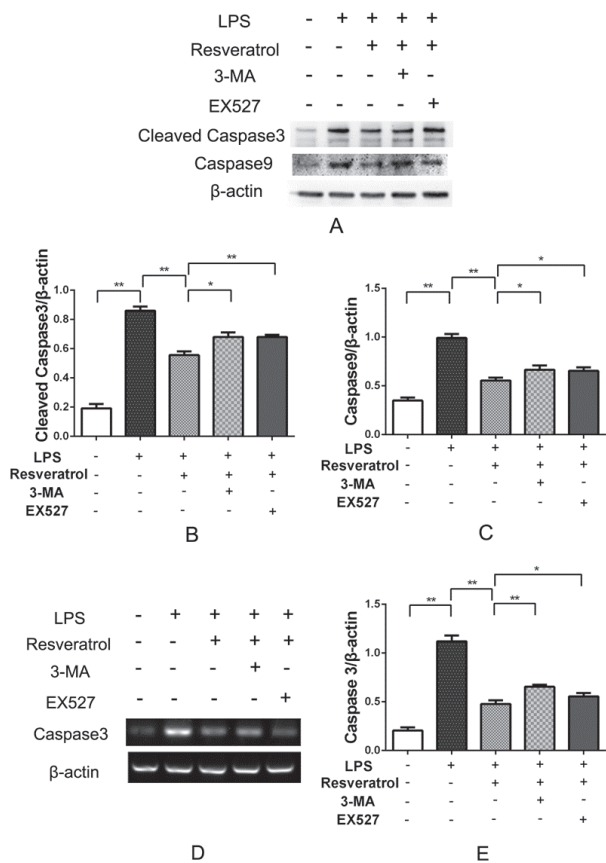 LPS - + + + +
Resveratrol - - + + +
3-MA - - - + -
EX527 - - - - +
Cleaved Caspase3
Caspase9
β-actin
A
Cleaved Caspase3/β-actin
1.0
0.8
0.6
0.4
0.2
0.0
** ** * **
LPS - + + + +
Resveratrol - - + + +
3-MA - - - + -
EX527 - - - - +
B
Caspase9/β-actin
1.5
1.0
0.5
0.0
** ** * *
LPS - + + + +
Resveratrol - - + + +
3-MA - - - + -
EX527 - - - - +
C
LPS - + + + +
Resveratrol - - + + +
3-MA - - - + -
EX527 - - - - +
Caspase3
β-actin
D
Caspase 3/β-actin
1.5
1.0
0.5
0.0
** ** ** *
LPS - + + + +
Resveratrol - - + + +
3-MA - - - + -
EX527 - - - - +
E